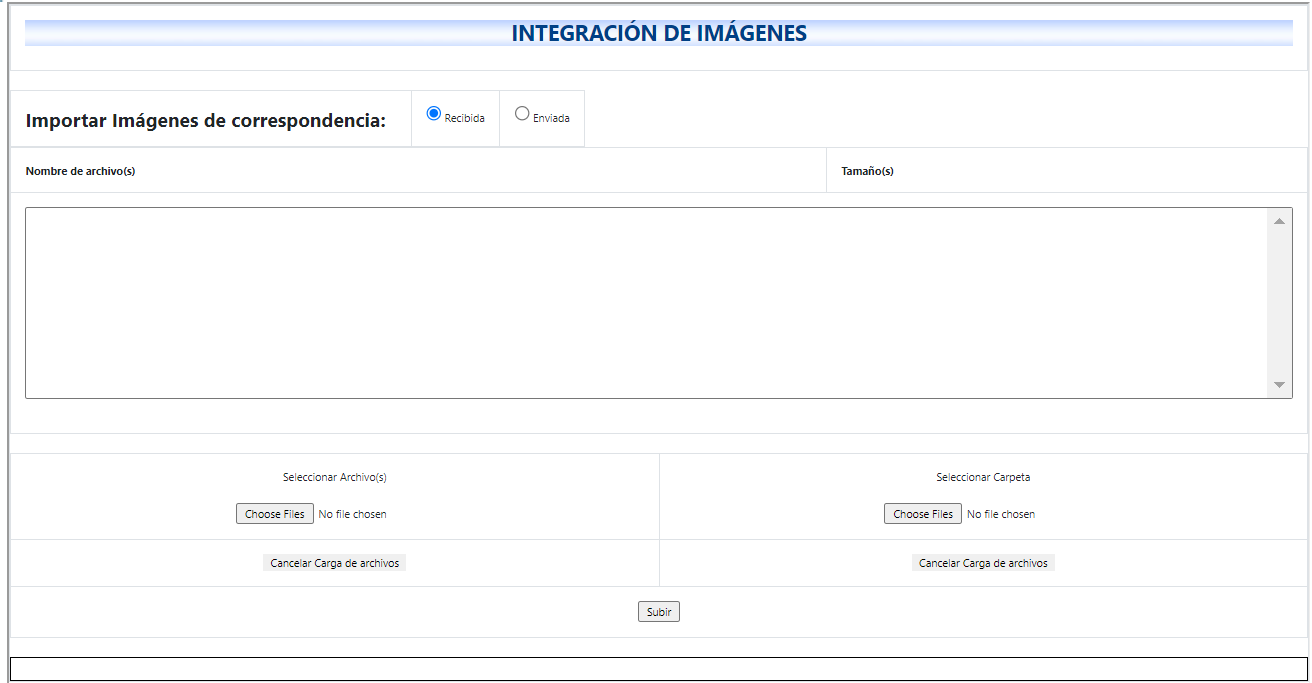 INTEGRACIÓN DE IMÁGENES
Importar Imágenes de correspondencia:
Recibida
Enviada
Nombre de archivo(s)
Tamaño(s)
Seleccionar Archivo(s)
Seleccionar Carpeta
Choose Files No file chosen
Choose Files No file chosen
Cancelar Carga de archivos
Cancelar Carga de archivos
Subir